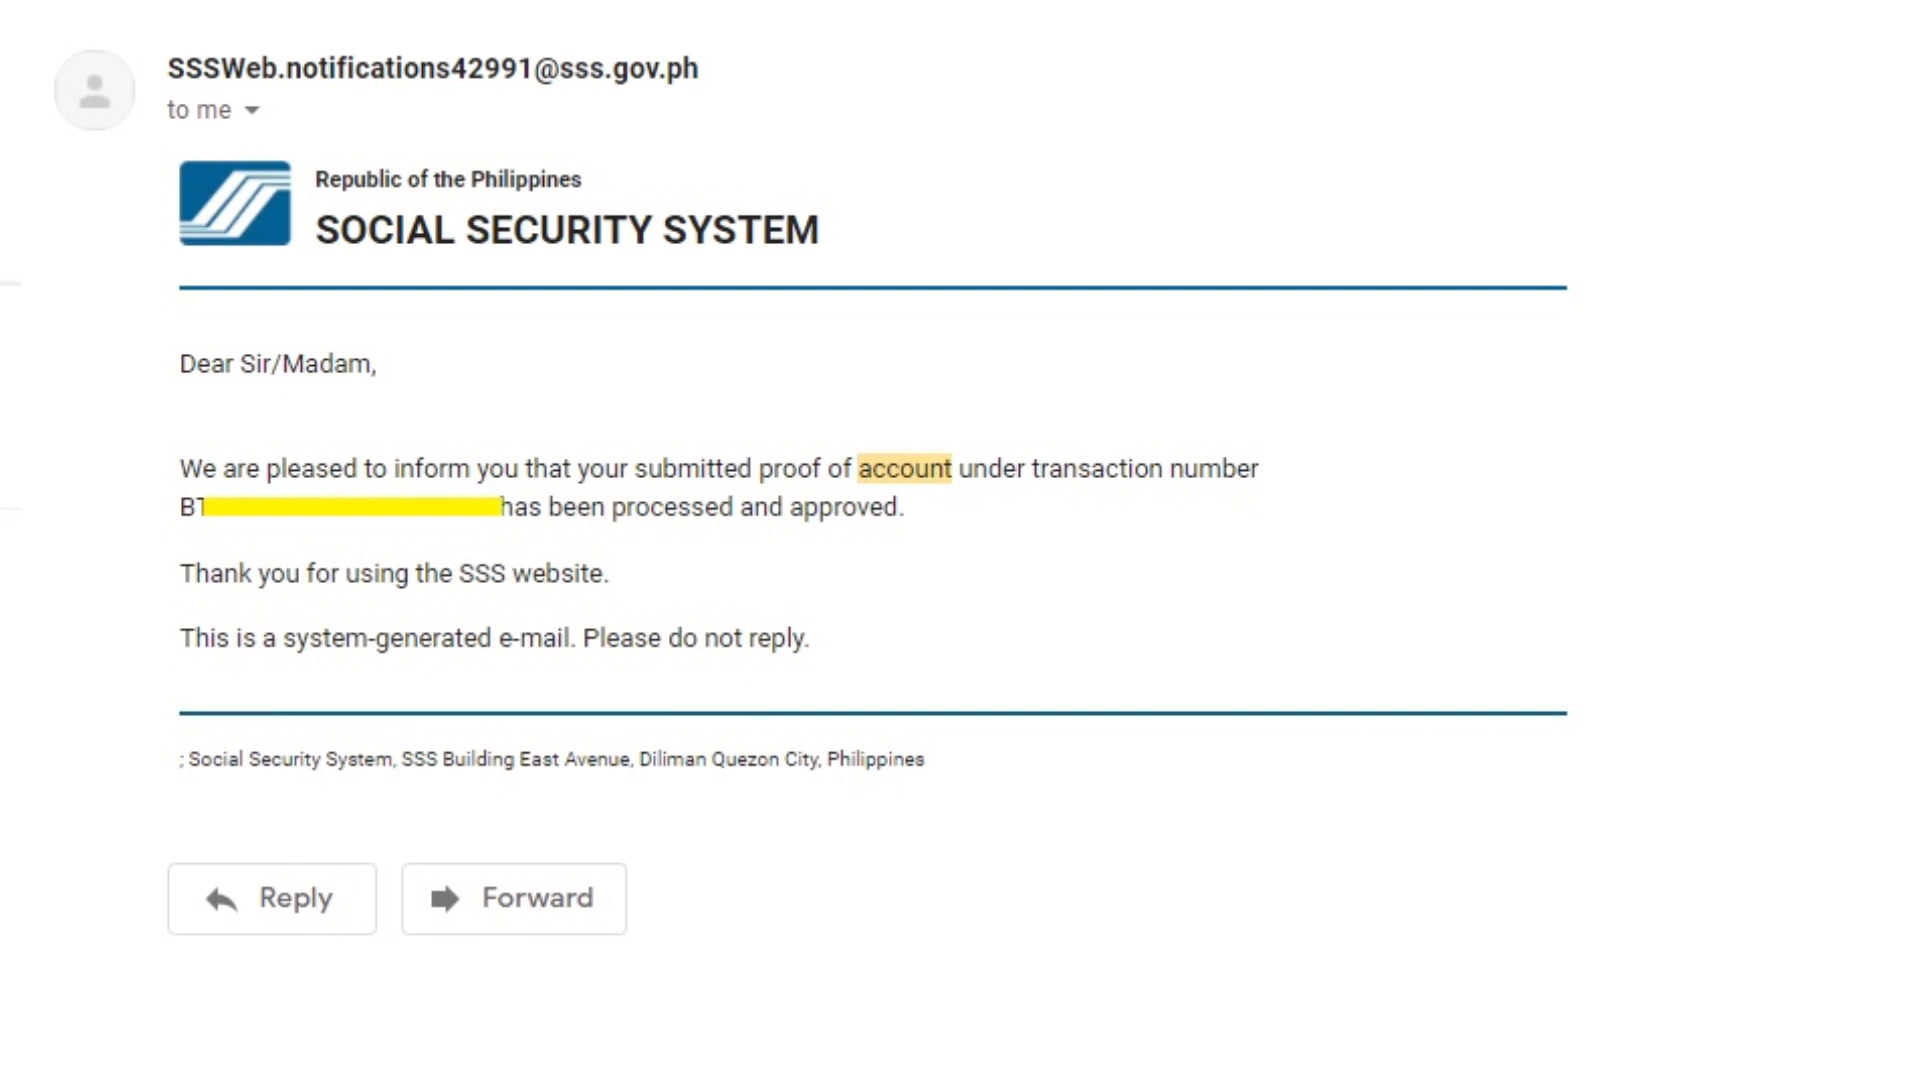 SSSWeb.notifications42991@sss.gov.ph
to me
Republic of the Philippines
SOCIAL SECURITY SYSTEM
Dear Sir/Madam,
We are pleased to inform you that your submitted proof of account under transaction number
BT has been processed and approved.
Thank you for using the SSS website.
This is a system-generated e-mail. Please do not reply.
; Social Security System, SSS Building East Avenue, Diliman Quezon City, Philippines
Reply Forward